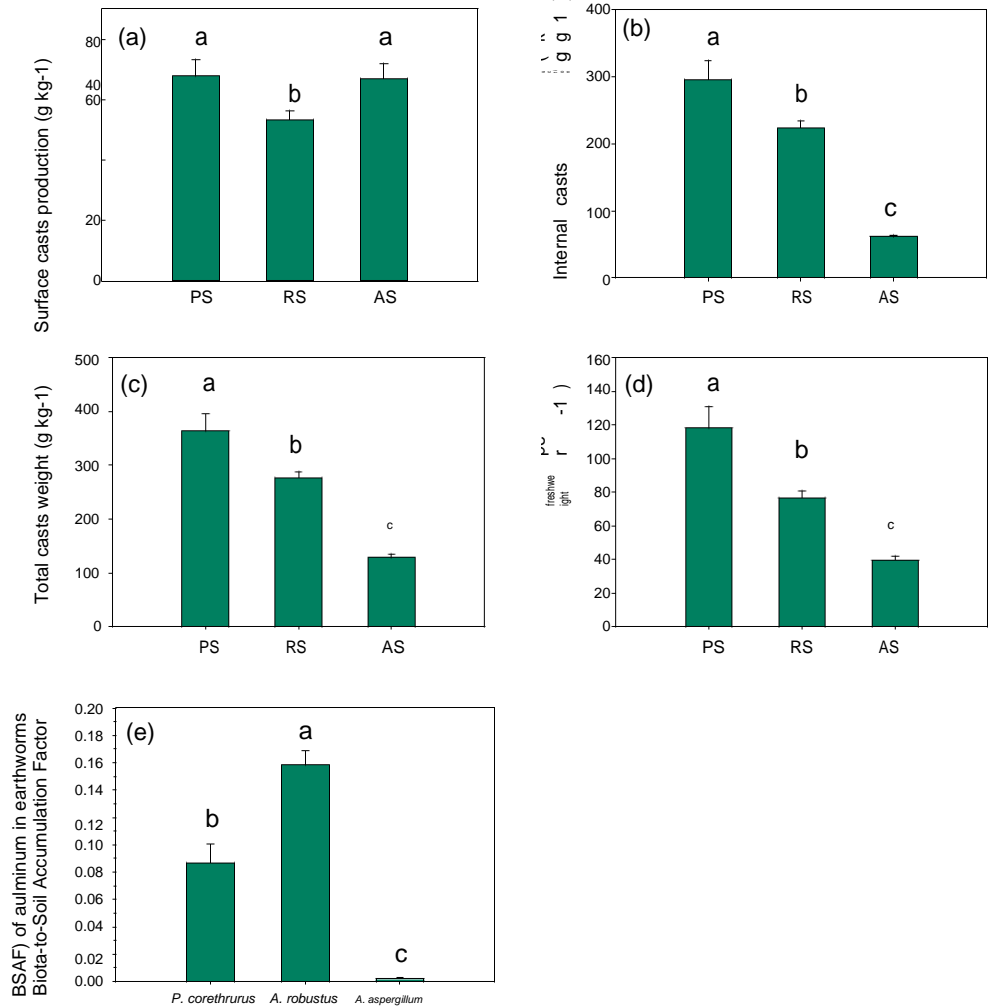 (a)
a
b
a
80
40
60
20
0
Surface casts production (g kg-1)
PS RS AS
(b)
a
b
c
400
300
200
100
0
g g 1
Internal casts
PS RS AS
(c)
a
b
c
500
400
300
200
100
0
Total casts weight (g kg-1)
PS RS AS
(d)
a
b
c
160
140
120
100
80
60
40
20
0
-1 )
r
freshwe
ight
PS RS AS
(e)
b
a
c
0.20
0.18
0.16
0.14
0.12
0.10
0.08
0.06
0.04
0.02
0.00
BSAF) of aulminum in earthworms
Biota-to-Soil Accumulation Factor
P. corethrurus A. robustus A. aspergillum